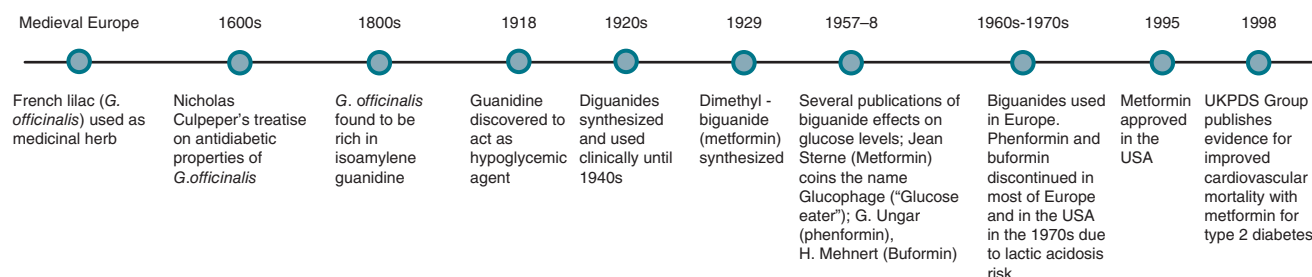 Medieval Europe
French lilac (G.
officinalis) used as
medicinal herb
1600s
Nicholas
Culpeper's treatise
on antidiabetic
properties of
G.officinalis
1800s
G. officinalis
found to be
rich in
isoamylene
guanidine
1918
Guanidine
discovered to
act as
hypoglycemic
agent
1920s
Diguanides
synthesized
and used
clinically until
1940s
1929
Dimethyl -
biguanide
(metformin)
synthesized
1957–8
Several publications of
biguanide effects on
glucose levels; Jean
Sterne (Metformin)
coins the name
Glucophage (“Glucose
eater”); G. Ungar
(phenformin),
H. Mehnert (Buformin)
1960s-1970s
Biguanides used
in Europe.
Phenformin and
buformin
discontinued in
most of Europe
and in the USA
in the 1970s due
to lactic acidosis
risk
1995
Metformin
approved
in the
USA
1998
UKPDS Group
publishes
evidence for
improved
cardiovascular
mortality with
metformin for
type 2 diabetes